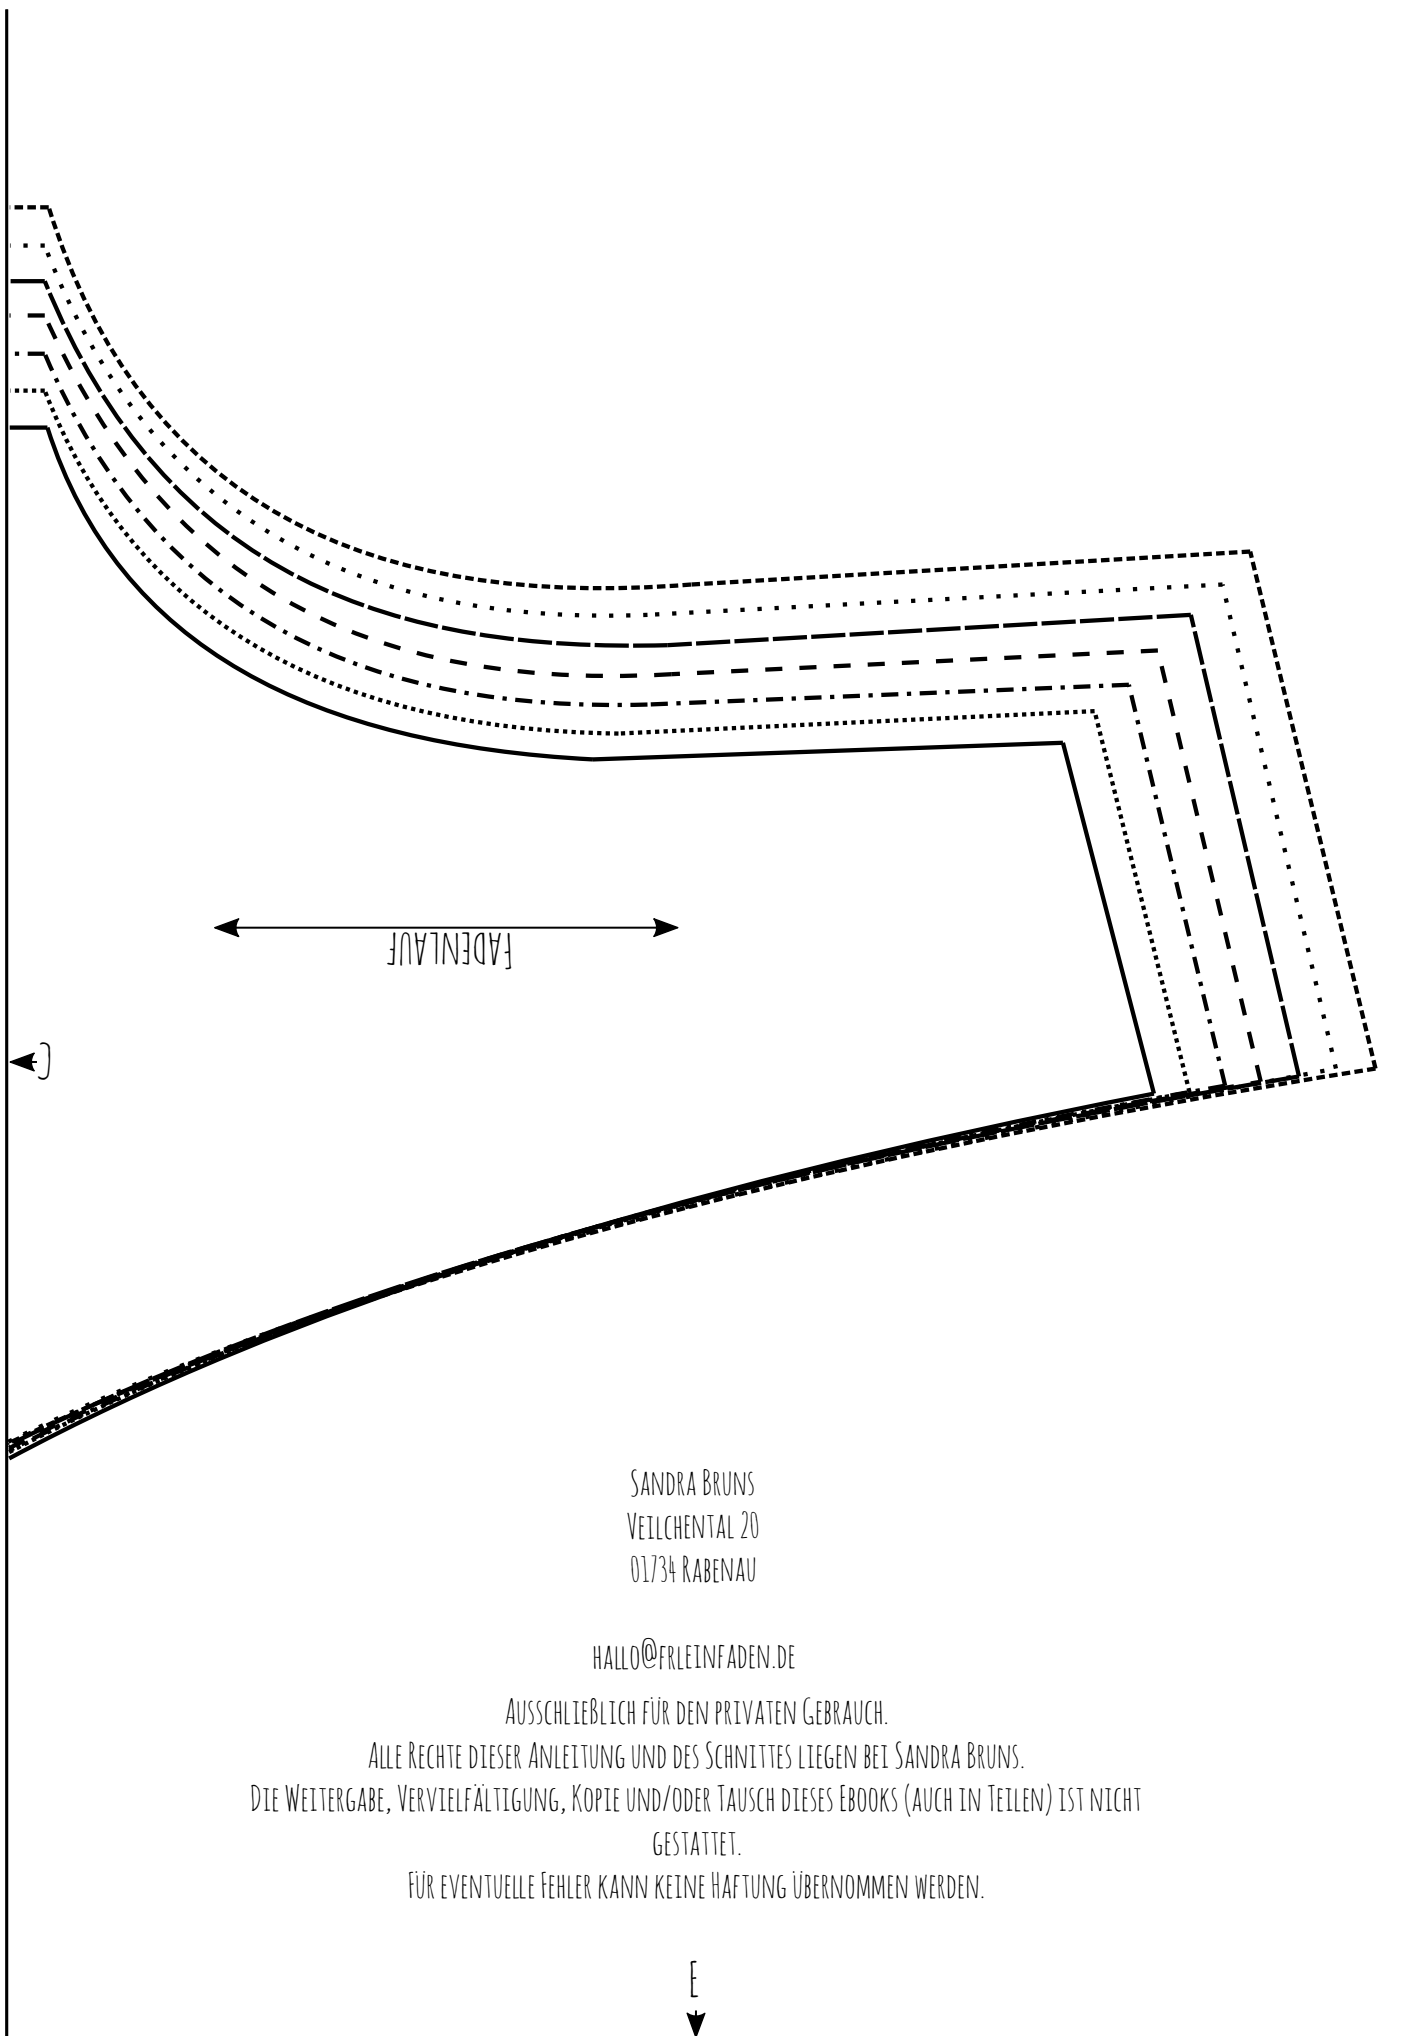 FADENLAUF
C
Sandra Bruns
Veilchental 20
01734 Rabenau
hallo@frleinfaden.de
Ausschließlich für den privaten Gebrauch.
Alle Rechte dieser Anleitung und des Schnittes liegen bei Sandra Bruns.
Die Weitergabe, Vervielfältigung, Kopie und/oder Tausch dieses Ebooks (auch in Teilen) ist nicht
gestattet.
Für eventuelle Fehler kann keine Haftung übernommen werden.
E